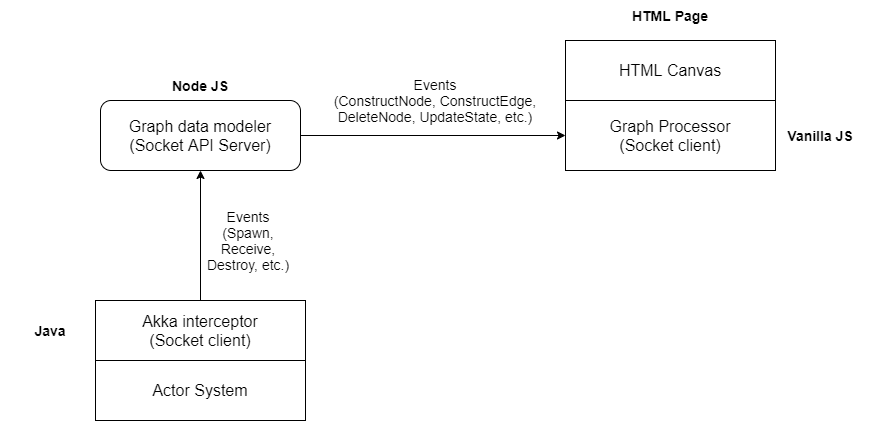 HTML Page
HTML Canvas
Node JS
Events
(ConstructNode, ConstructEdge,
DeleteNode, UpdateState, etc.)
Graph data modeler
(Socket API Server)
Graph Processor
(Socket client)
Vanilla JS
Events
(Spawn,
Receive,
Destroy, etc.)
Java
Akka interceptor
(Socket client)
Actor System